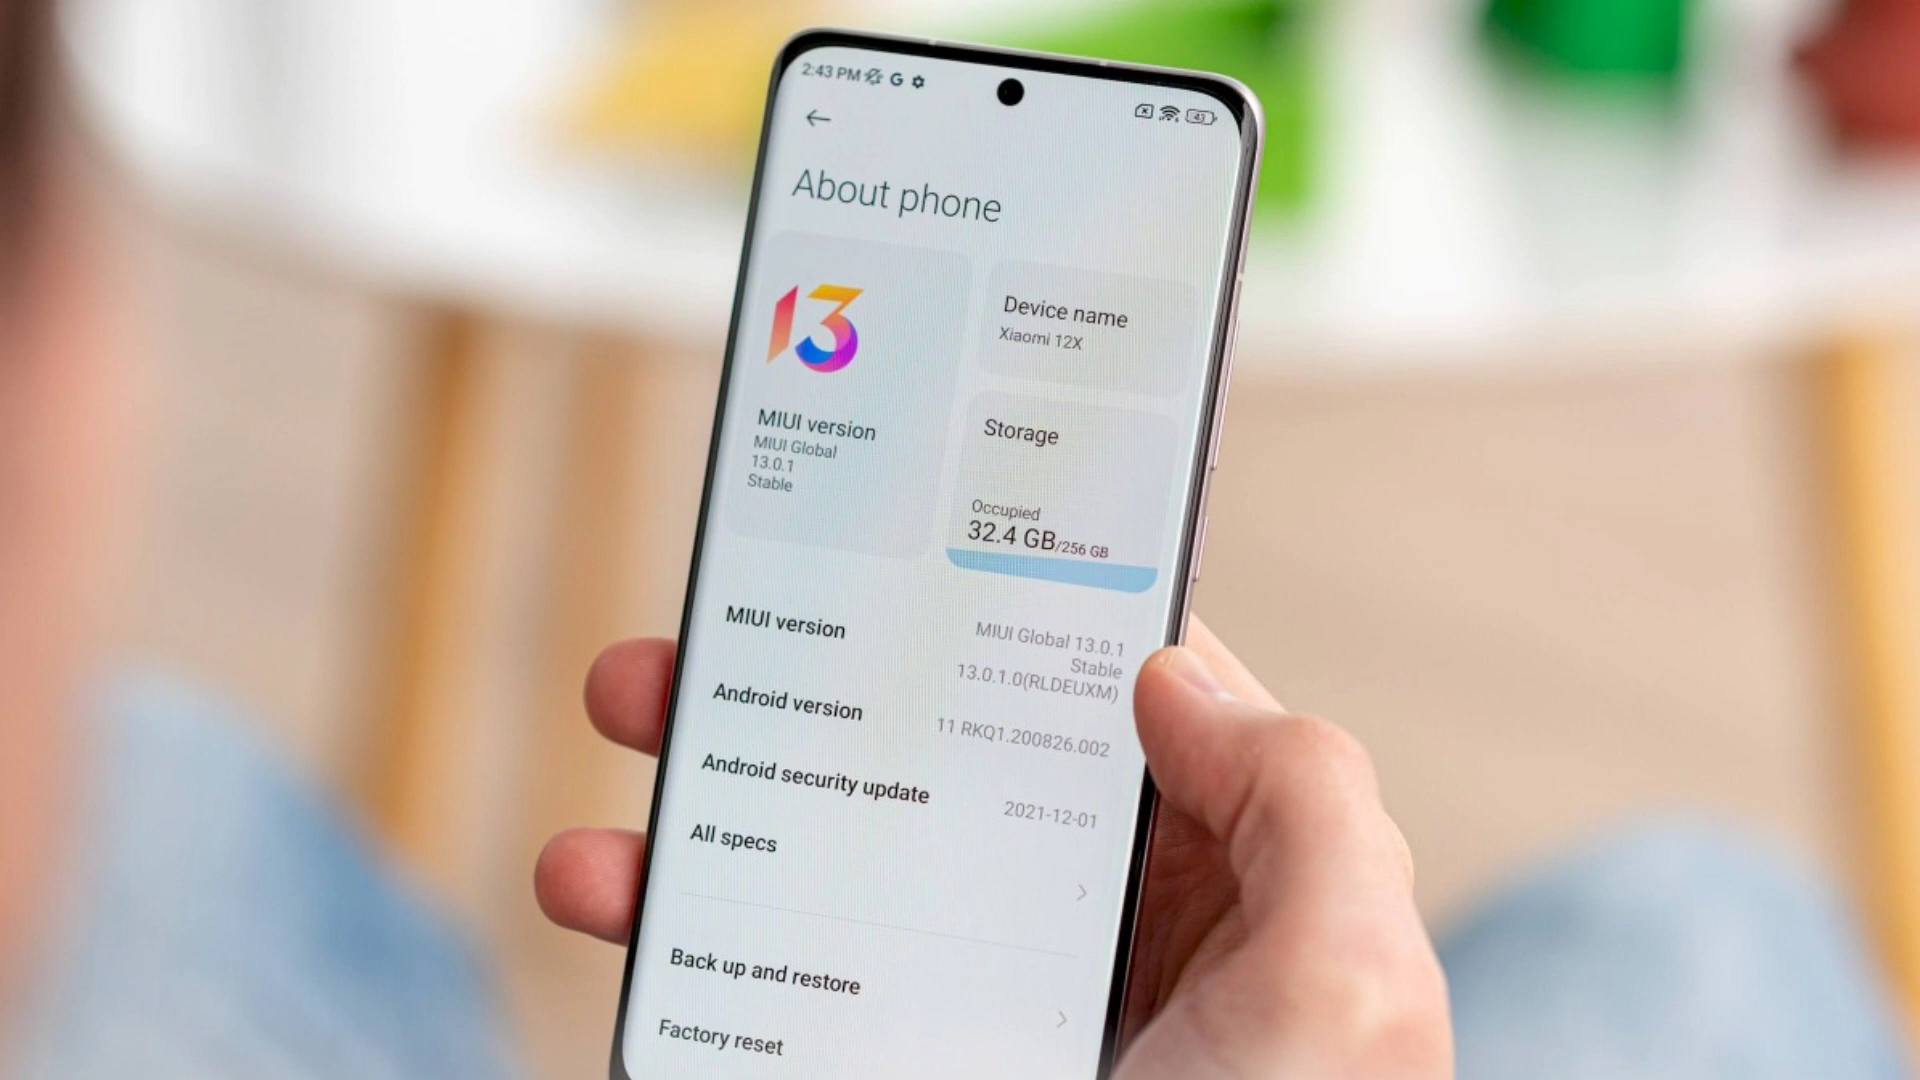 2:43 PM G
43
About phone
13
MIUI version
MIUI Global
13.0.1
Stable
Device name
Xiaomi 12X
Storage
Occupied
32.4 GB/256 GB
MIUI version
MIUI Global 13.0.1
Stable
13.0.1.0(RLDEUXM)
Android version
11 RKQ1.200826.002
Android security update
2021-12-01
All specs
Back up and restore
Factory reset